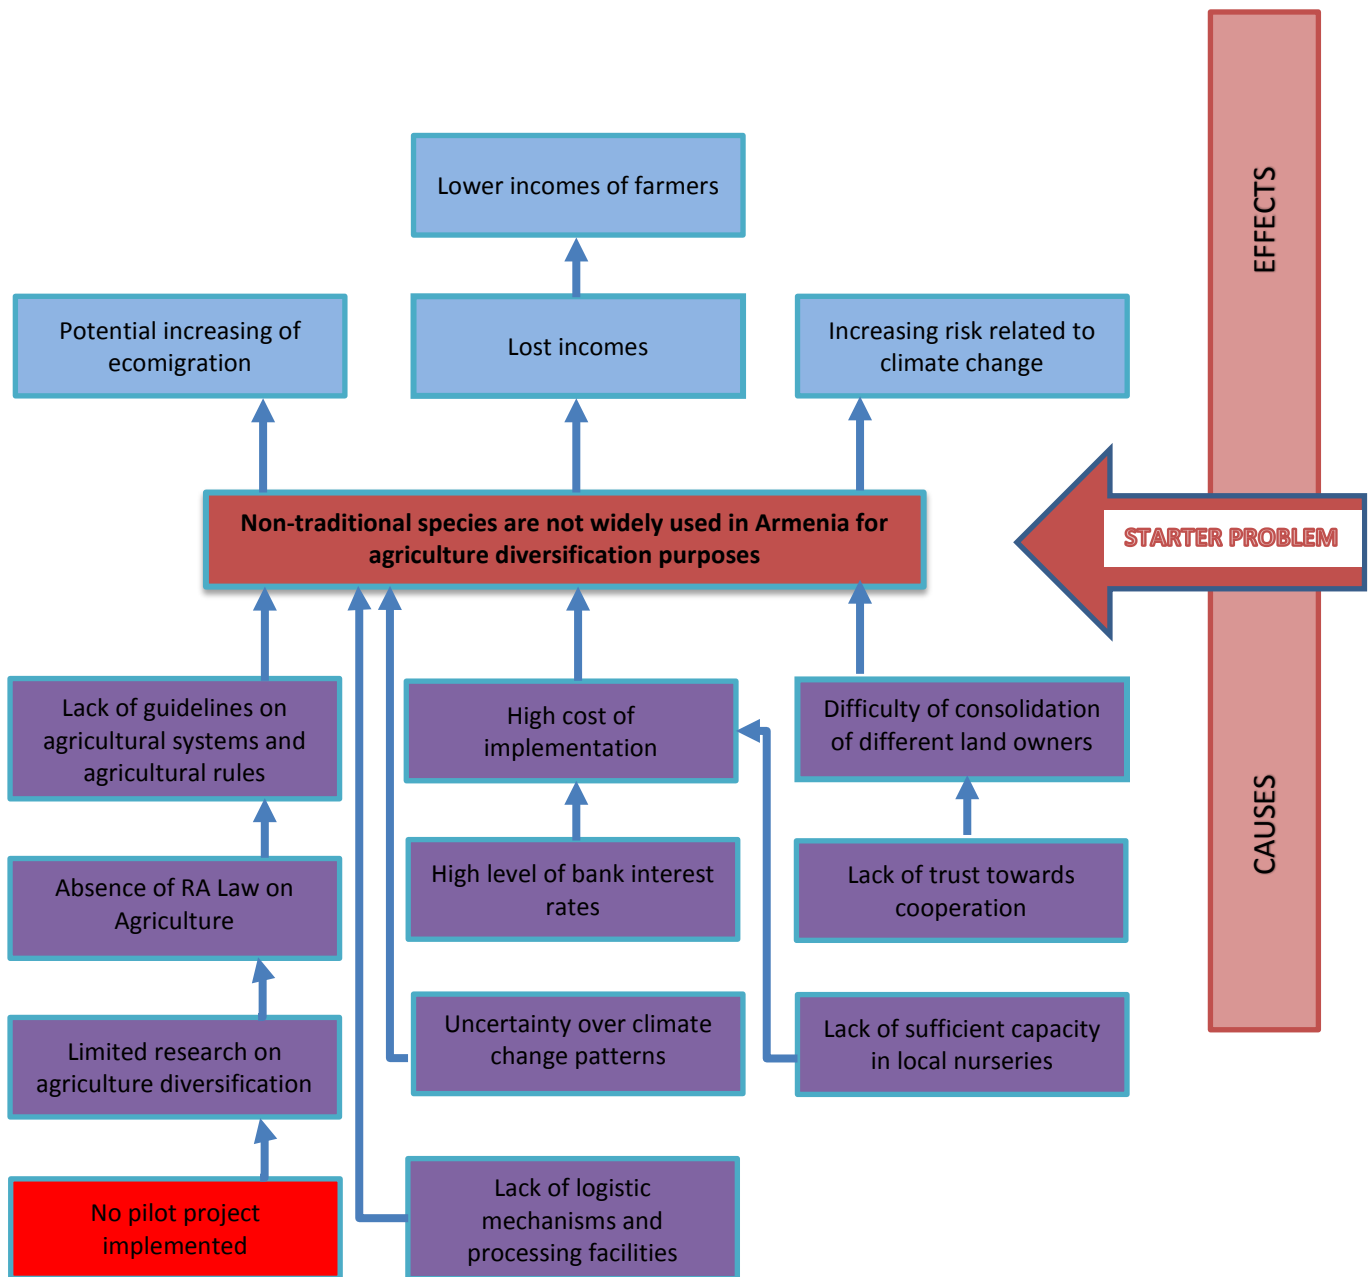 EFFECTS
Lower incomes of farmers
Potential increasing of
ecomigration
Lost incomes
Increasing risk related to
climate change
Non-traditional species are not widely used in Armenia for
agriculture diversification purposes
STARTER PROBLEM
Lack of guidelines on
agricultural systems and
agricultural rules
High cost of
implementation
Difficulty of consolidation
of different land owners
CAUSES
Absence of RA Law on
Agriculture
High level of bank interest
rates
Lack of trust towards
cooperation
Limited research on
agriculture diversification
Uncertainty over climate
change patterns
Lack of sufficient capacity
in local nurseries
No pilot project
implemented
Lack of logistic
mechanisms and
processing facilities